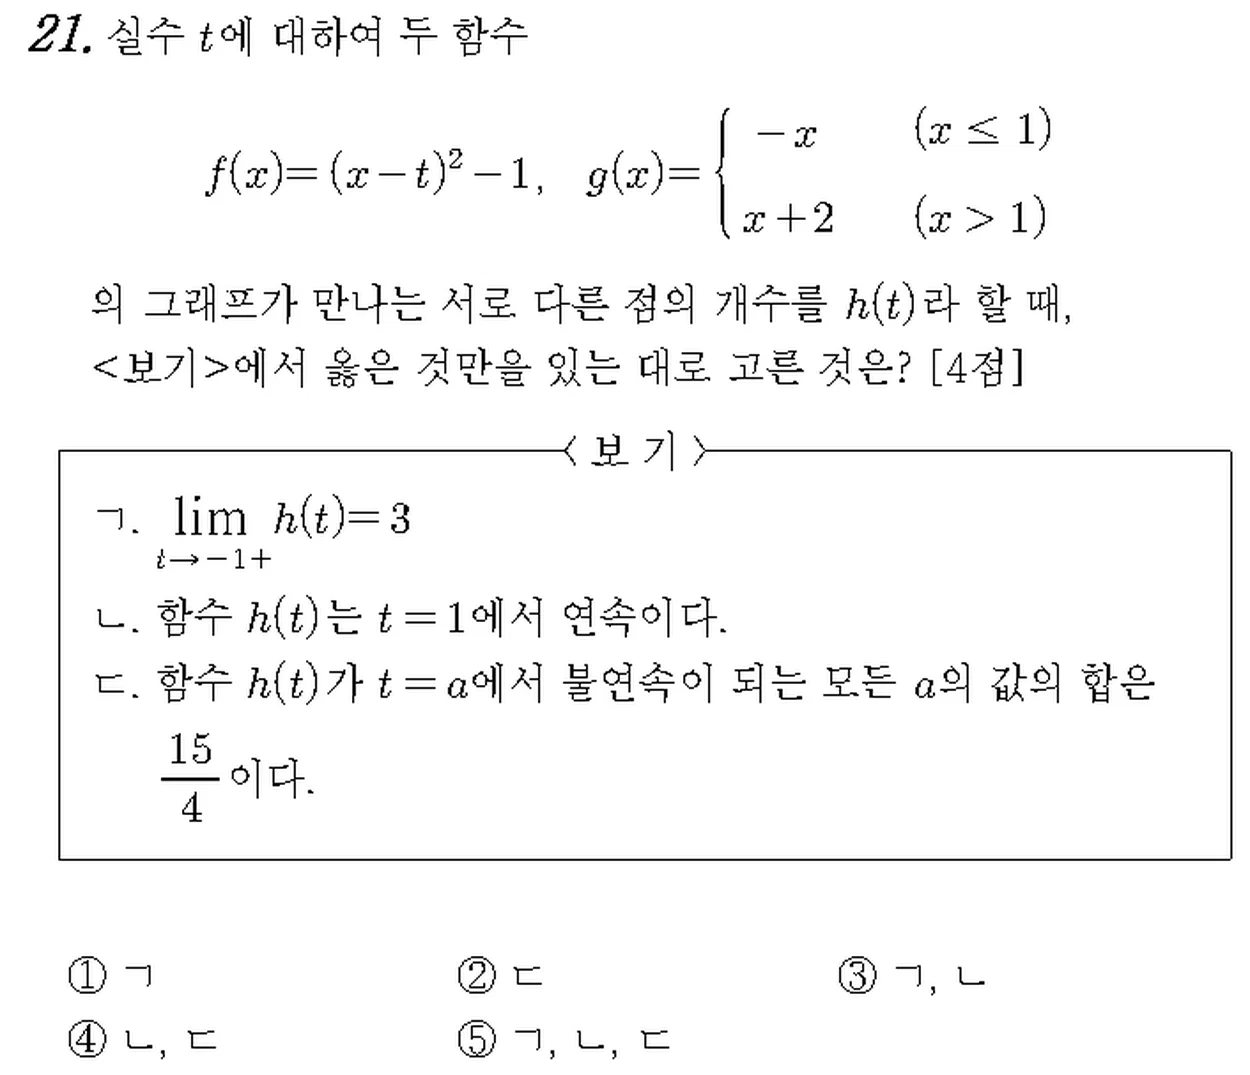 21. 실수 t에 대하여 두 함수
f(x)=(x-t)²-1, g(x)={ -x (x ≤ 1)
x+2 (x > 1)
의 그래프가 만나는 서로 다른 점의 개수를 h(t)라 할 때,
<보기>에서 옳은 것만을 있는 대로 고른 것은? [4점]
〈보 기〉
ㄱ. lim h(t)=3
t→-1+
ㄴ. 함수 h(t)는 t=1에서 연속이다.
ㄷ. 함수 h(t)가 t=a에서 불연속이 되는 모든 a의 값의 합은
15/4 이다.
① ㄱ ② ㄷ ③ ㄱ, ㄴ
④ ㄴ, ㄷ ⑤ ㄱ, ㄴ, ㄷ